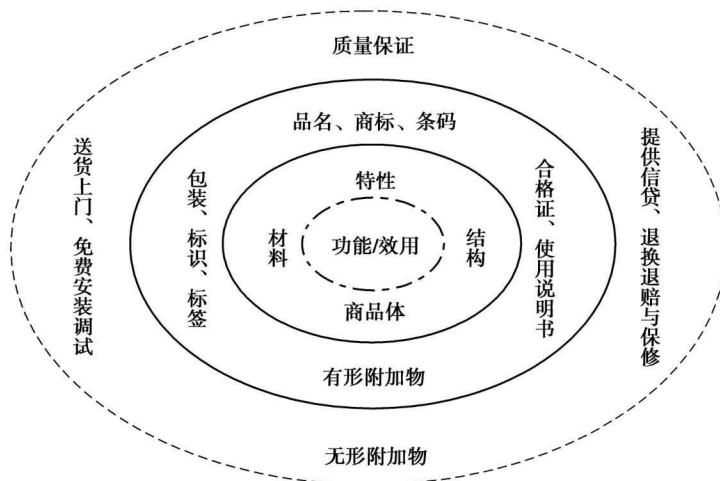 质量保证
品名、商标、条码
送货上门、免费安装调试
包装、标识、标签
特性
材料
功能/效用
结构
商品体
合格证、使用说明书
提供信贷、退换退赔与保修
有形附加物
无形附加物